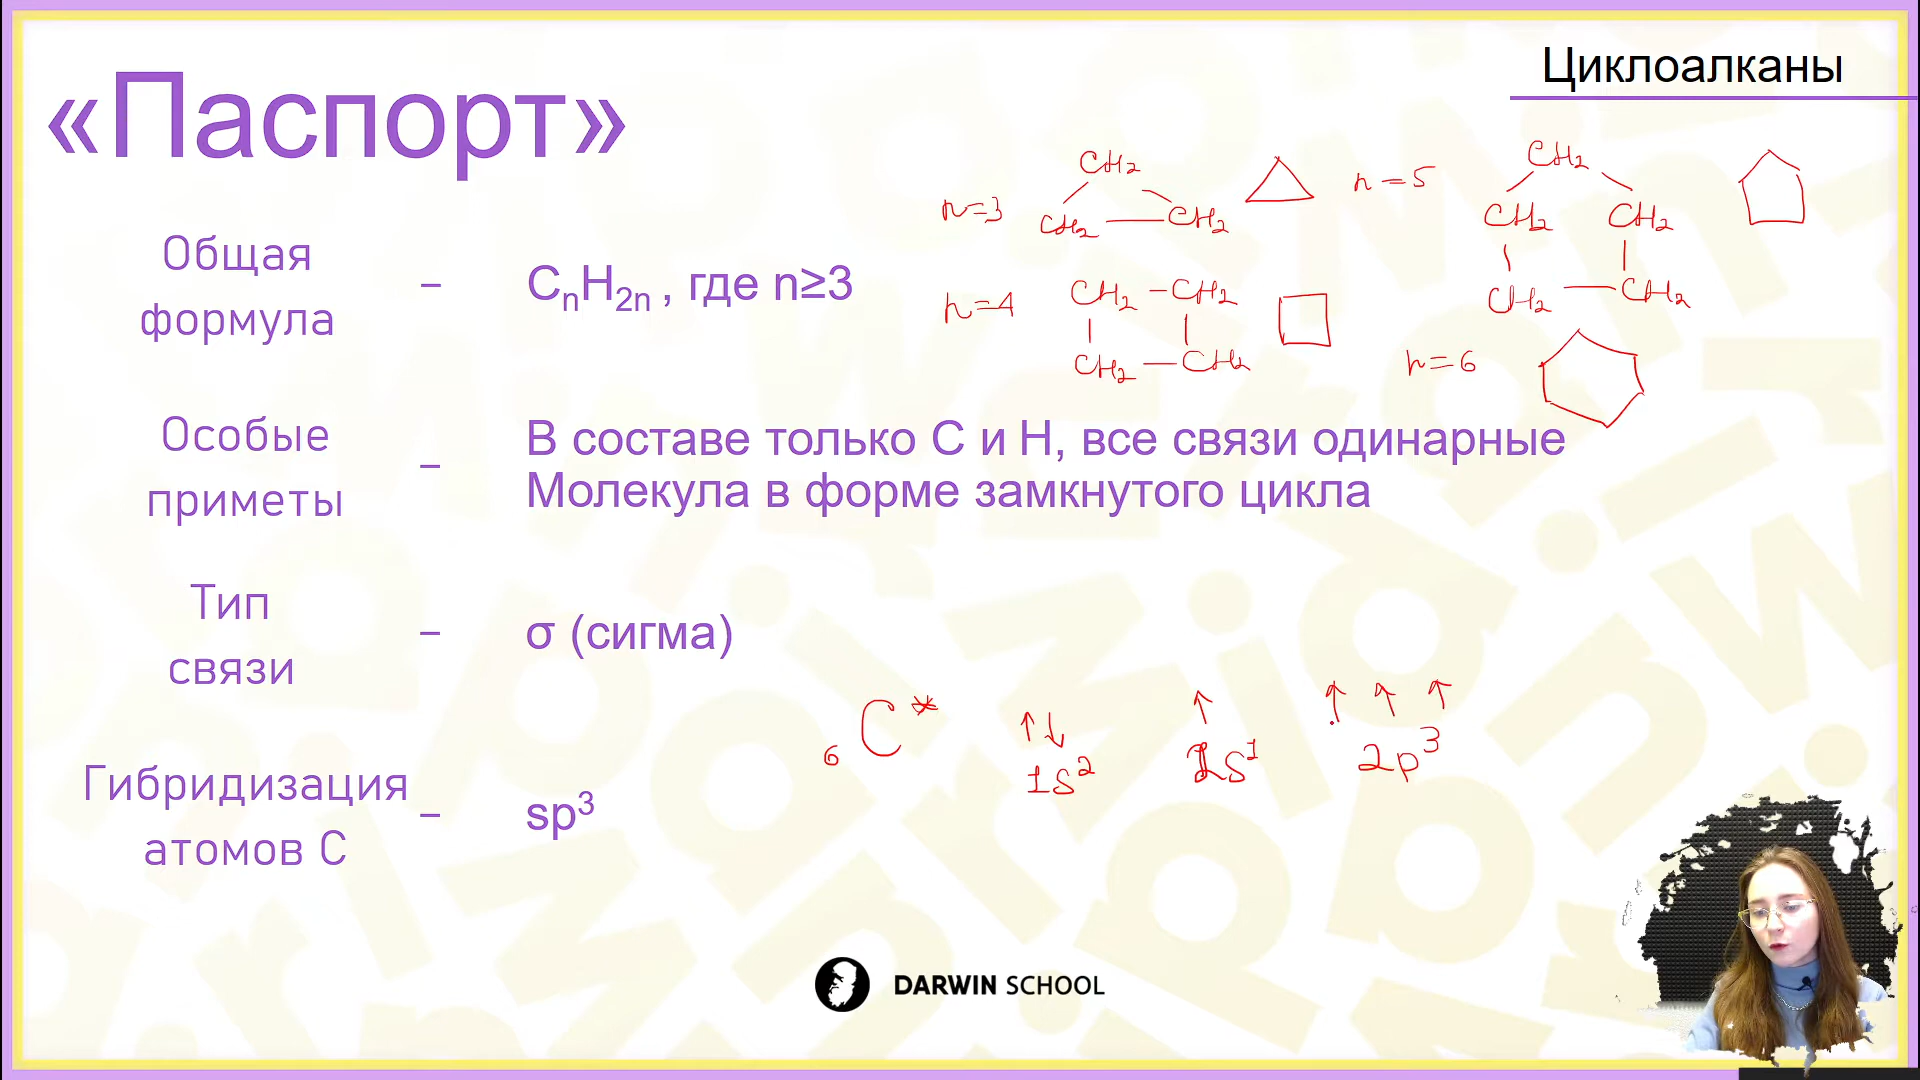 Циклоалканы
«Паспорт»
Общая
формула
–
CnH2n , где n≥3
n=3
CH2
CH2 — CH2
n=4
CH2 – CH2
CH2 — CH2
n=5
CH2
CH2 CH2
CH2 — CH2
n=6
Особые
приметы
–
В составе только С и Н, все связи одинарные
Молекула в форме замкнутого цикла
Тип
связи
–
σ (сигма)
Гибридизация
атомов С
–
sp³
6 C* ↑↓ ↑ ↑ ↑ ↑
1s² 2s¹ 2p³
DARWIN SCHOOL